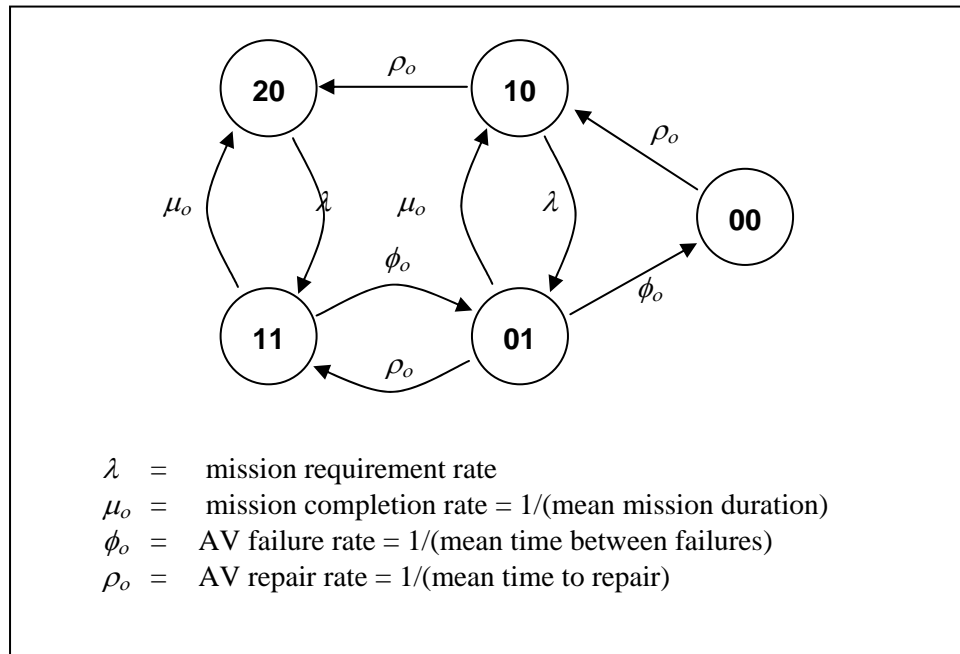 ρo
20
10
ρo
μo
λ
μo
λ
00
ϕo
ϕo
11
01
ρo
λ = mission requirement rate
μo = mission completion rate = 1/(mean mission duration)
ϕo = AV failure rate = 1/(mean time between failures)
ρo = AV repair rate = 1/(mean time to repair)